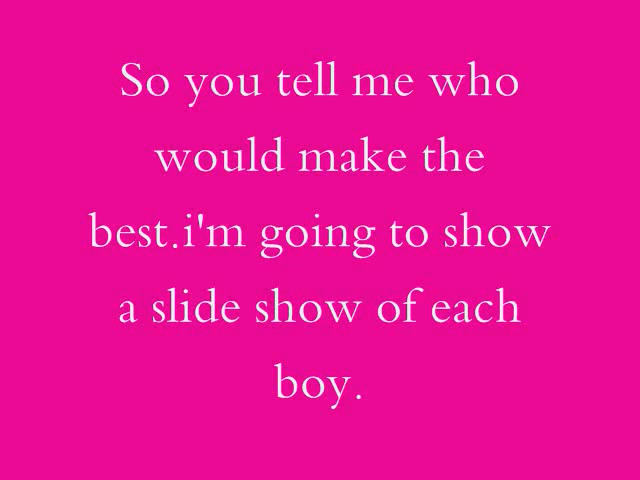 So you tell me who
would make the
best.i'm going to show
a slide show of each
boy.